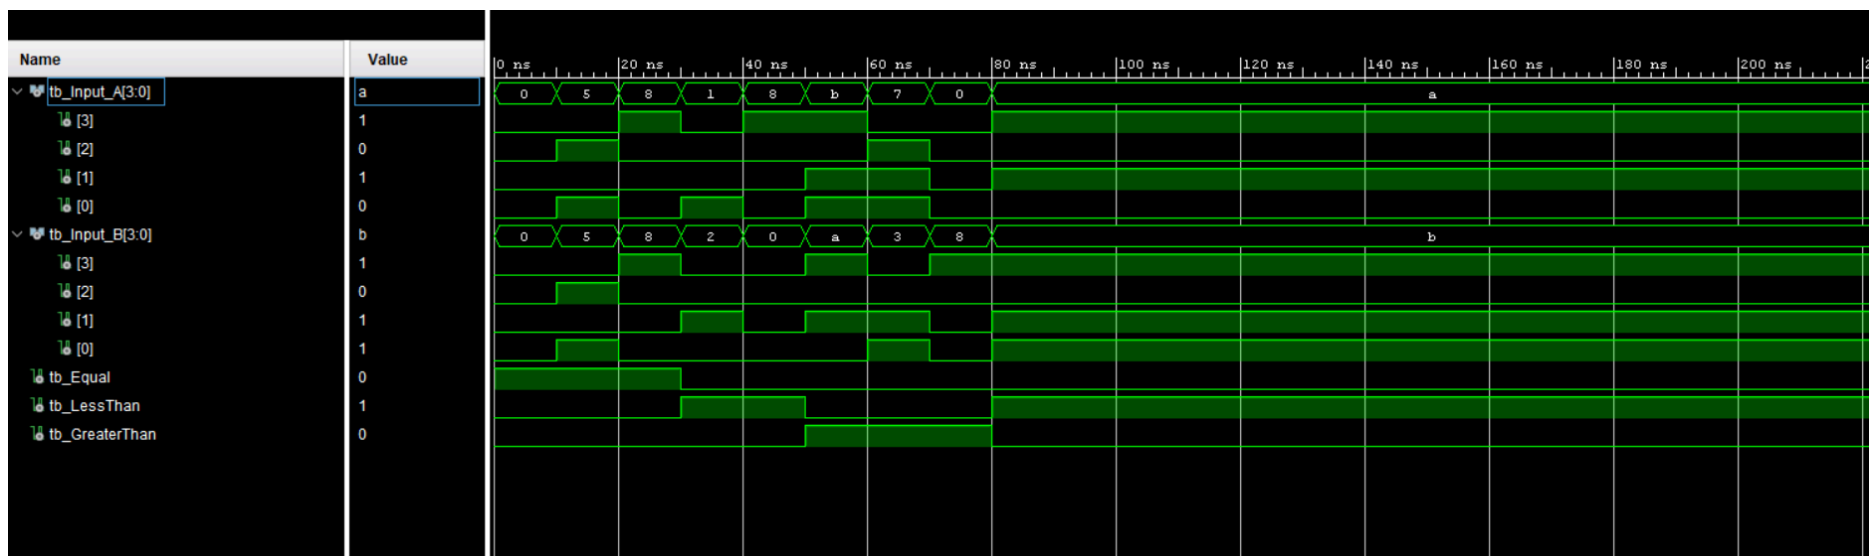 Name Value
0 ns 20 ns 40 ns 60 ns 80 ns 100 ns 120 ns 140 ns 160 ns 180 ns 200 ns
tb_Input_A[3:0] a 0 5 8 1 8 b 7 0 a
[3] 1
[2] 0
[1] 1
[0] 0
tb_Input_B[3:0] b 0 5 8 2 0 a 3 8 b
[3] 1
[2] 0
[1] 1
[0] 1
tb_Equal 0
tb_LessThan 1
tb_GreaterThan 0